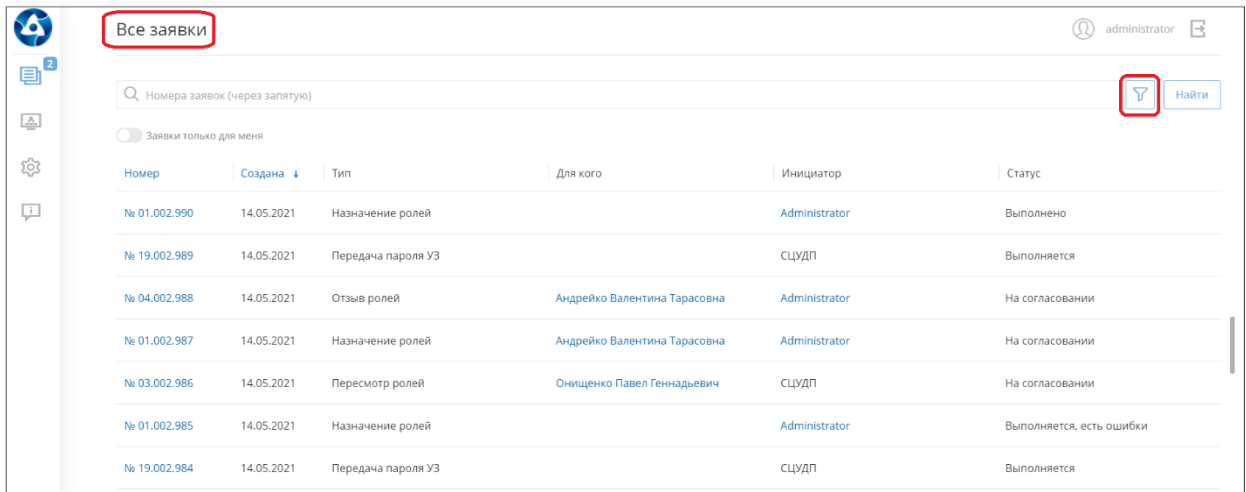 Все заявки
administrator
2
Номера заявок (через запятую)
Найти
Заявки только для меня
Номер Создана ↓ Тип Для кого Инициатор Статус
№ 01.002.990 14.05.2021 Назначение ролей Administrator Выполнено
№ 19.002.989 14.05.2021 Передача пароля УЗ СЦУДП Выполняется
№ 04.002.988 14.05.2021 Отзыв ролей Андрейко Валентина Тарасовна Administrator На согласовании
№ 01.002.987 14.05.2021 Назначение ролей Андрейко Валентина Тарасовна Administrator На согласовании
№ 03.002.986 14.05.2021 Пересмотр ролей Онищенко Павел Геннадьевич СЦУДП На согласовании
№ 01.002.985 14.05.2021 Назначение ролей Administrator Выполняется, есть ошибки
№ 19.002.984 14.05.2021 Передача пароля УЗ СЦУДП Выполняется